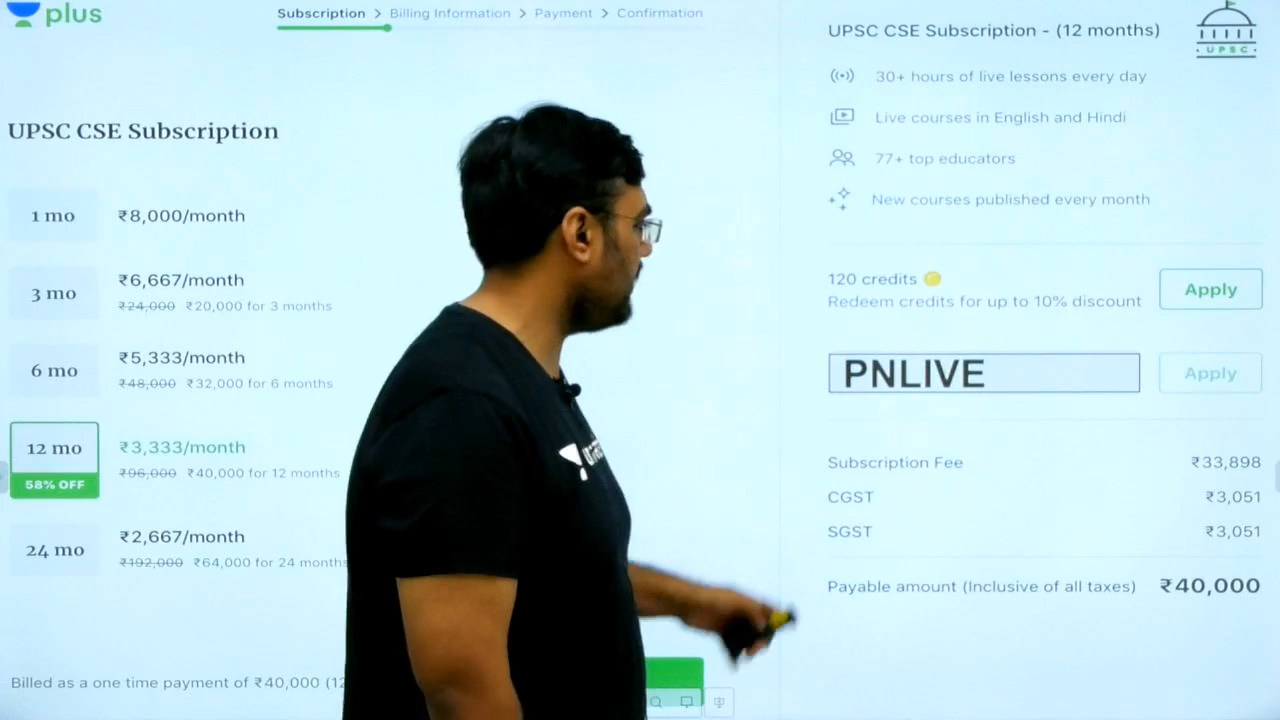 plus
Subscription > Billing Information > Payment > Confirmation
UPSC CSE Subscription
1 mo
₹8,000/month
3 mo
₹6,667/month
₹24,000 ₹20,000 for 3 months
6 mo
₹5,333/month
₹48,000 ₹32,000 for 6 months
12 mo
58% OFF
₹3,333/month
₹96,000 ₹40,000 for 12 months
24 mo
₹2,667/month
₹192,000 ₹64,000 for 24 months
Billed as a one time payment of ₹40,000 (12
UPSC CSE Subscription - (12 months)
UPSC
30+ hours of live lessons every day
Live courses in English and Hindi
77+ top educators
New courses published every month
120 credits
Redeem credits for up to 10% discount
Apply
PNLIVE
Apply
Subscription Fee ₹33,898
CGST ₹3,051
SGST ₹3,051
Payable amount (Inclusive of all taxes) ₹40,000